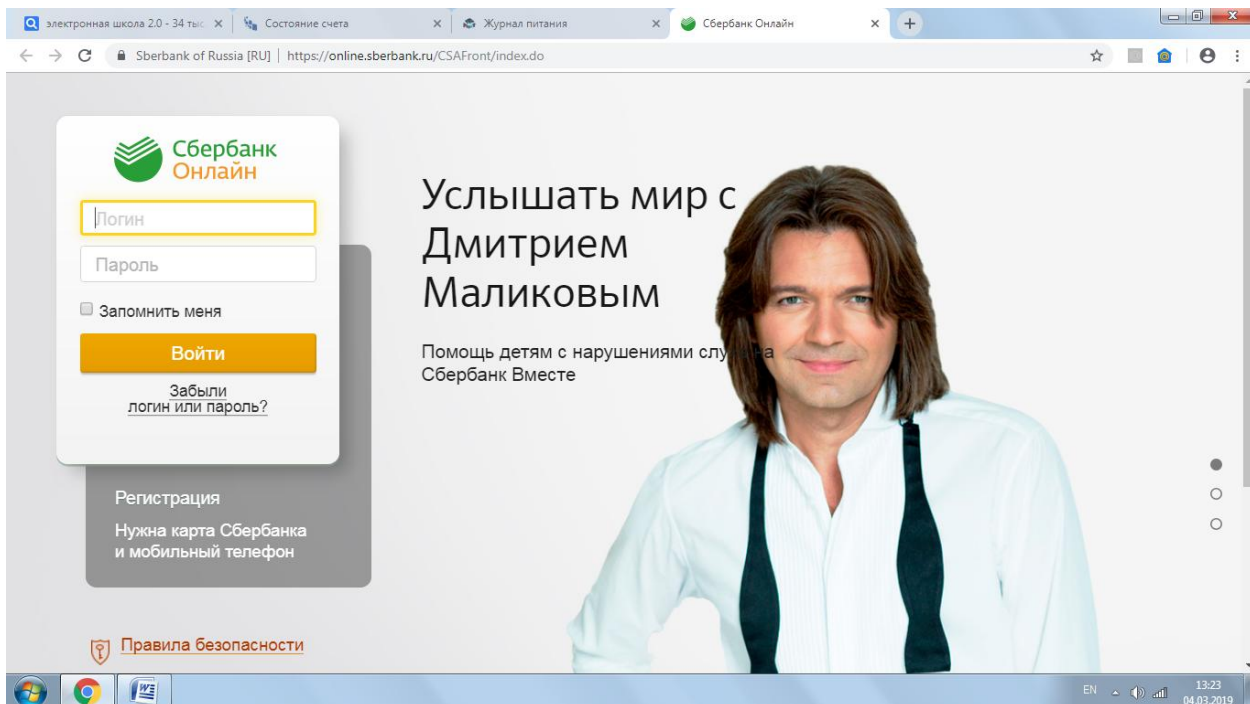 электронная школа 2.0 - 34 тыс
Состояние счета
Журнал питания
Сбербанк Онлайн
Sberbank of Russia [RU] | https://online.sberbank.ru/CSAFront/index.do
Сбербанк
Онлайн
Логин
Пароль
Запомнить меня
Войти
Забыли
логин или пароль?
Регистрация
Нужна карта Сбербанка
и мобильный телефон
Правила безопасности
Услышать мир с
Дмитрием
Маликовым
Помощь детям с нарушениями
Сбербанк Вместе
EN
13:23
04.03.2019